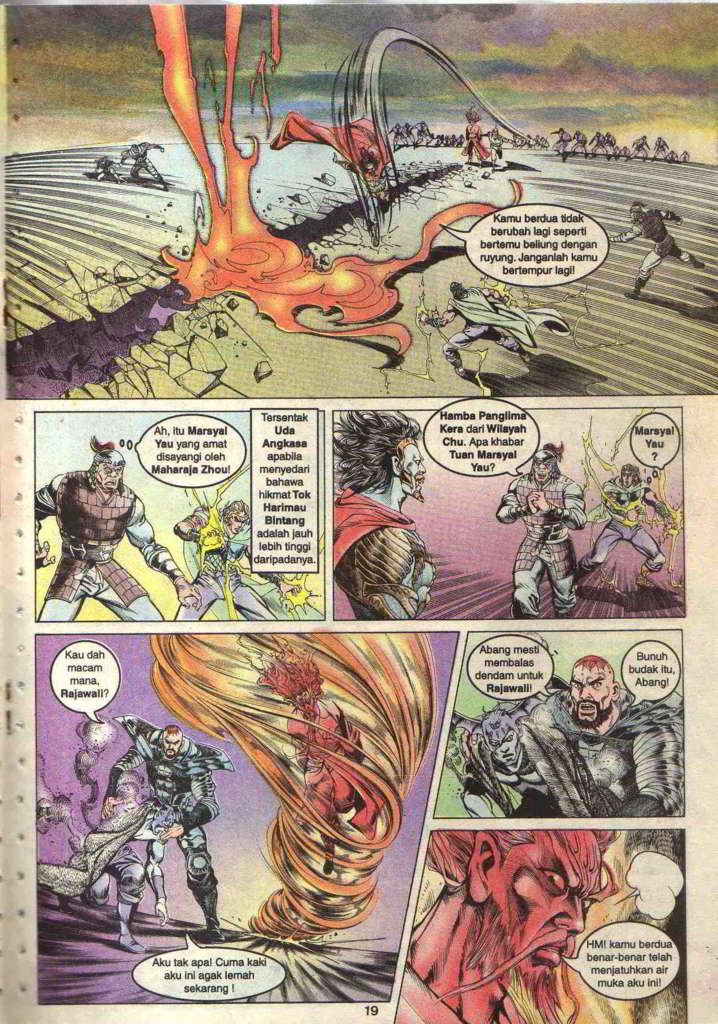 Kamu berdua tidak
berubah lagi seperti
bertemu beliung dengan
ruyung. Janganlah kamu
bertempur lagi!
Ah, itu Marsyal
Yau yang amat
disayangi oleh
Maharaja Zhou!
Tersentak
Uda
Angkasa
apabila
menyedari
bahawa
hikmat Tok
Harimau
Bintang
adalah jauh
lebih tinggi
daripadanya.
Hamba Panglima
Kera dari Wilayah
Chu. Apa khabar
Tuan Marsyal
Yau?
Marsyal
Yau
?
Kau dah
macam
mana,
Rajawali?
Aku tak apa! Cuma kaki
aku ini agak lemah
sekarang !
Abang mesti
membalas
dendam untuk
Rajawali!
Bunuh
budak itu,
Abang!
HM! kamu berdua
benar-benar telah
menjatuhkan air
muka aku ini!
19